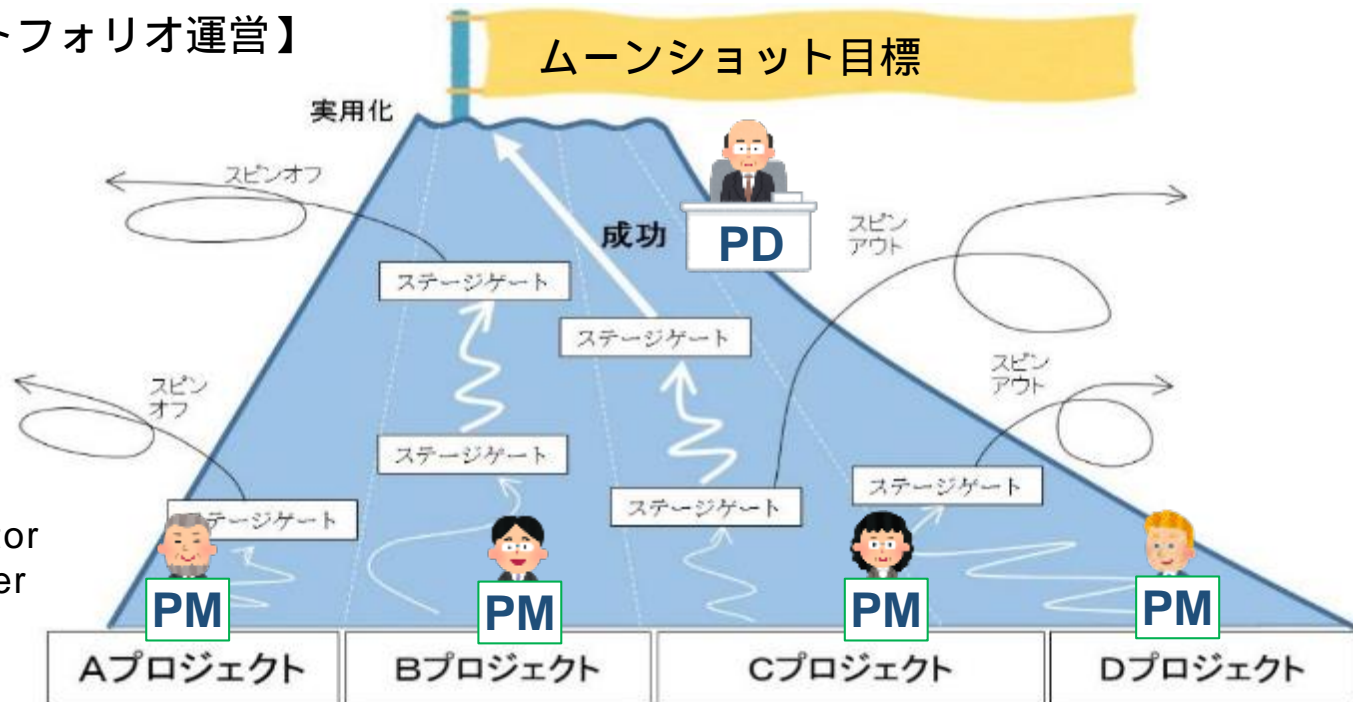 トフォリオ運営】
ムーンショット目標
実用化
スピンオフ
成功
PD
スピン
アウト
ステージゲート
ステージゲート
スピン
アウト
スピン
オフ
ステージゲート
ステージゲート
ステージゲート
ステージゲート
tor
er
PM
PM
PM
PM
Aプロジェクト
Bプロジェクト
Cプロジェクト
Dプロジェクト